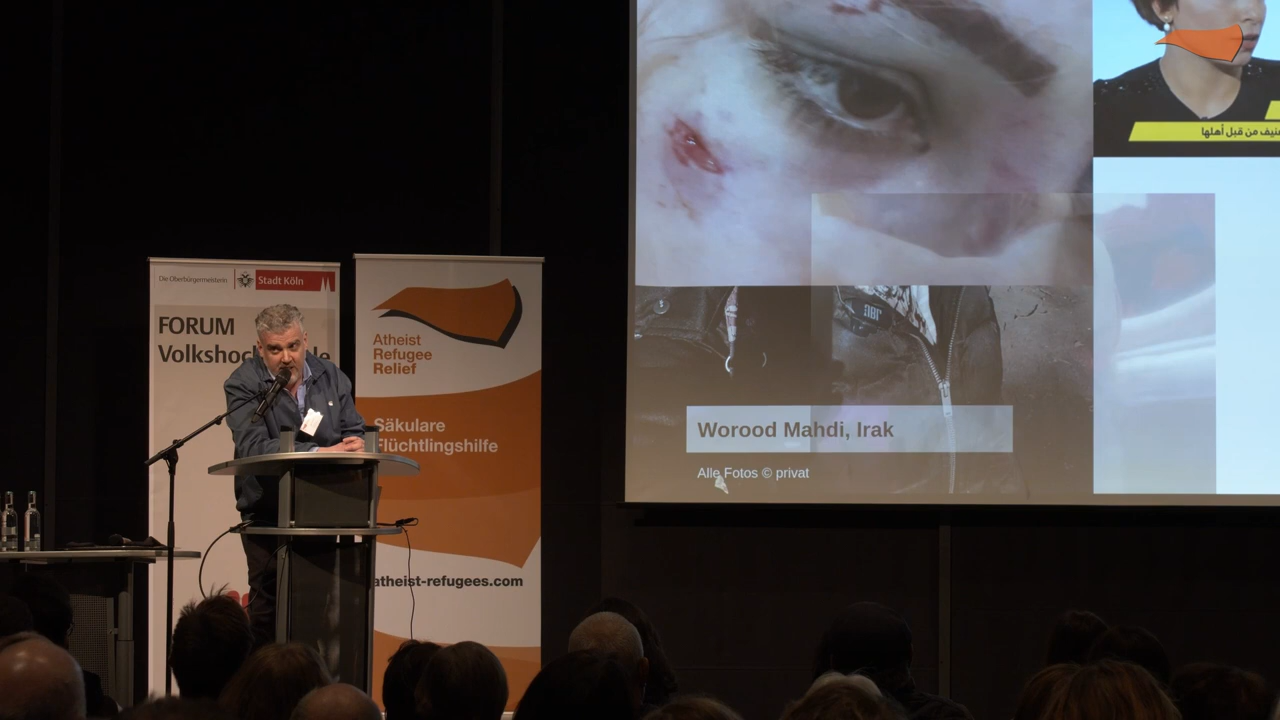 Die Oberbürgermeisterin
Stadt Köln
FORUM
Atheist
Refugee
Relief
Säkulare
Flüchtlingshilfe
atheist-refugees.com
من قبل أهلها
Worood Mahdi, Irak
Alle Fotos © privat